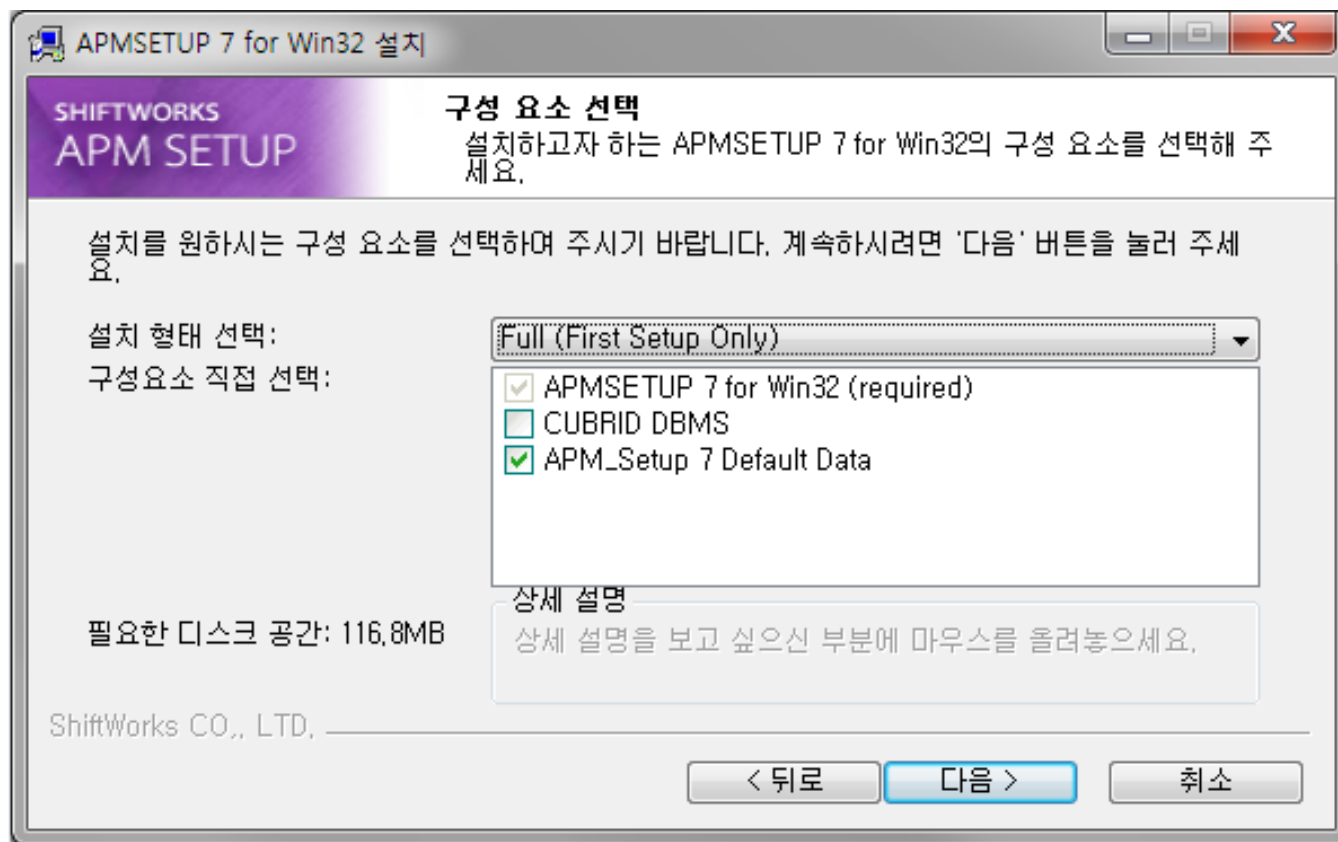 APMSETUP 7 for Win32 설치
SHIFTWORKS
APM SETUP
구성 요소 선택
설치하고자 하는 APMSETUP 7 for Win32의 구성 요소를 선택해 주
세요.
설치를 원하시는 구성 요소를 선택하여 주시기 바랍니다. 계속하시려면 '다음' 버튼을 눌러 주세
요.
설치 형태 선택:
Full (First Setup Only)
구성요소 직접 선택:
APMSETUP 7 for Win32 (required)
CUBRID DBMS
APM_Setup 7 Default Data
필요한 디스크 공간: 116.8MB
상세 설명
상세 설명을 보고 싶으신 부분에 마우스를 올려놓으세요.
ShiftWorks CO., LTD.
< 뒤로
다음 >
취소